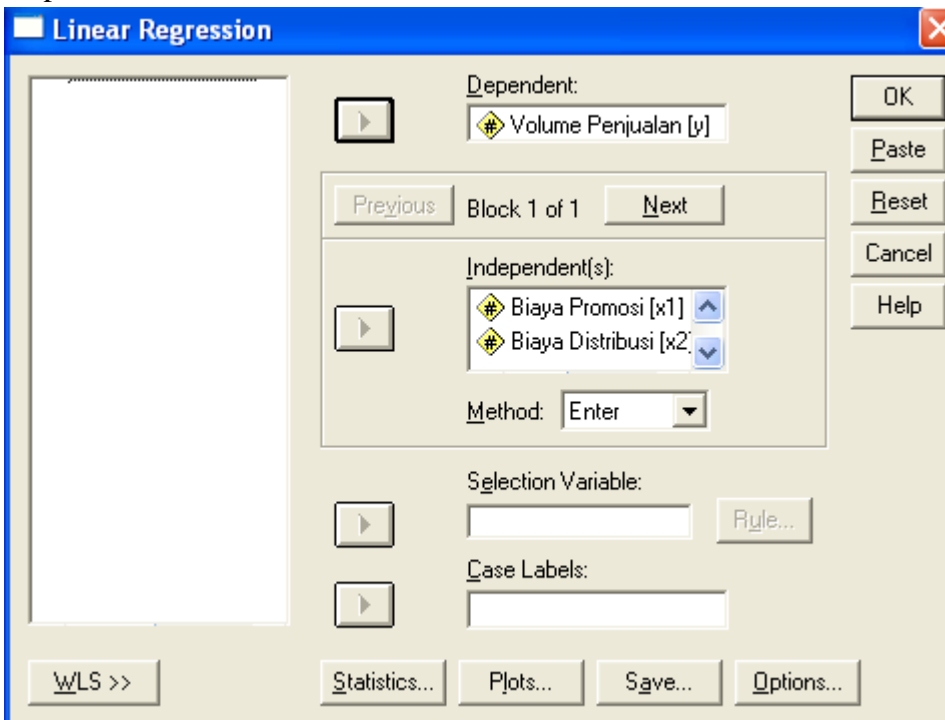 Linear Regression
Dependent:
Volume Penjualan [y]
OK
Paste
Previous
Block 1 of 1
Next
Reset
Cancel
Independent(s):
Biaya Promosi [x1]
Biaya Distribusi [x2]
Help
Method:
Enter
Selection Variable:
Rule...
Case Labels:
WLS >>
Statistics...
Plots...
Save...
Options...